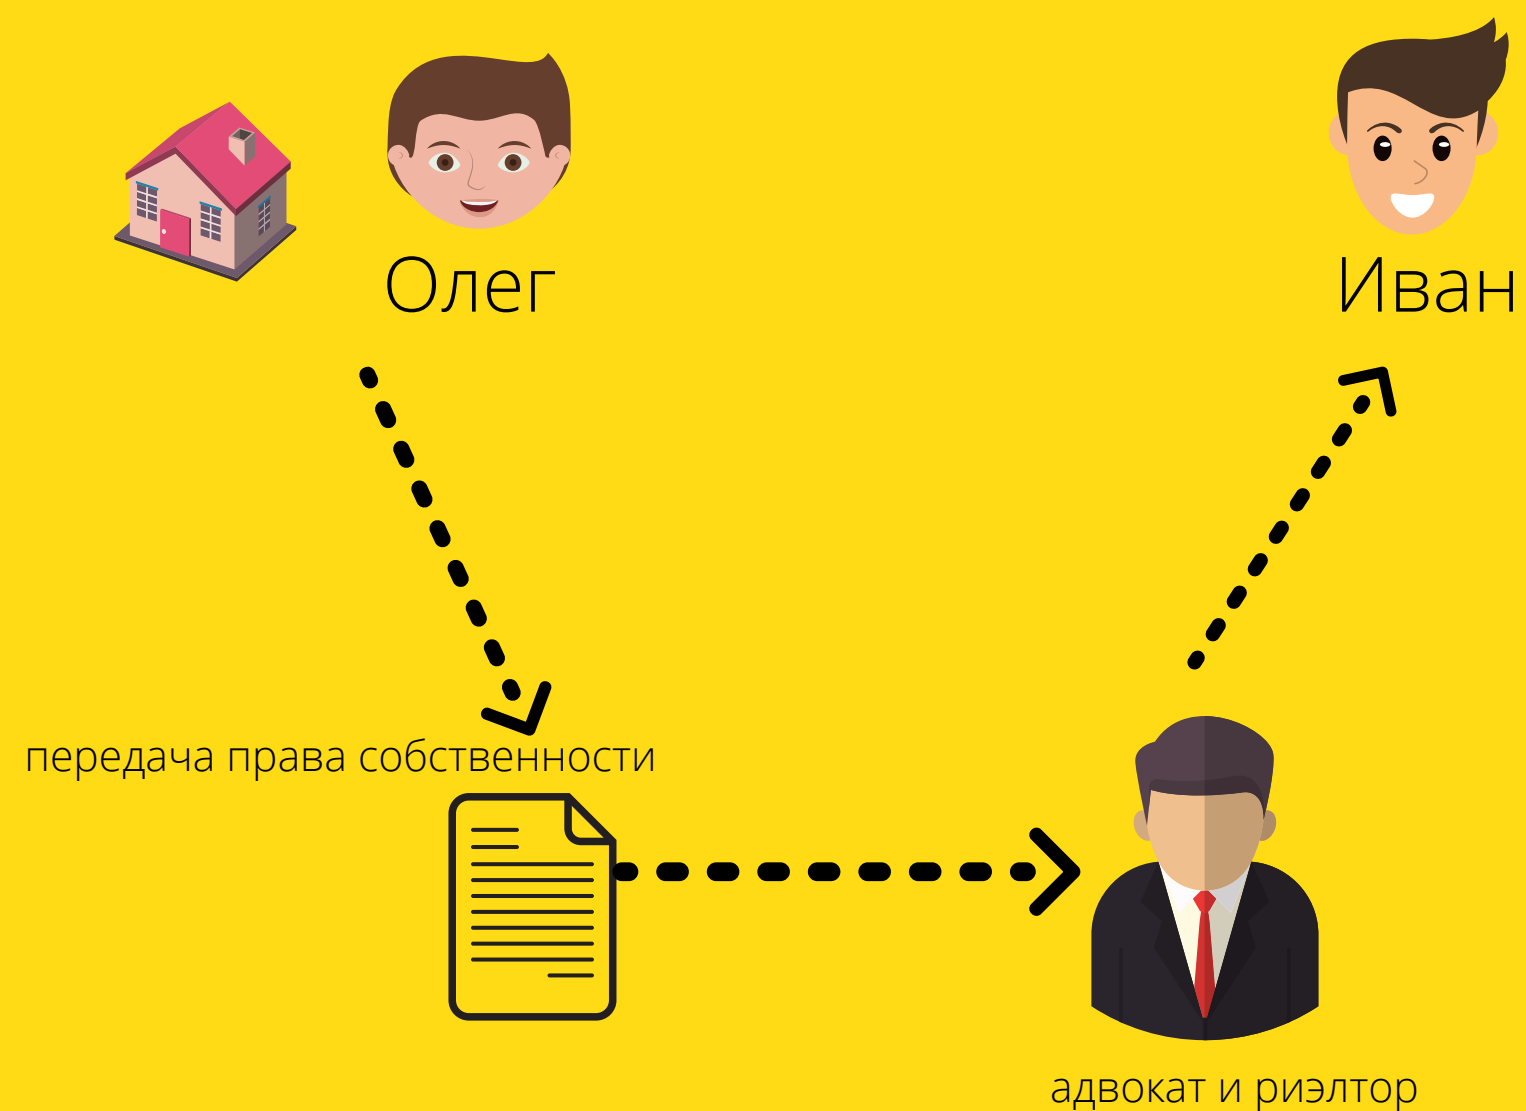 Олег
Иван
передача права собственности
адвокат и риэлтор